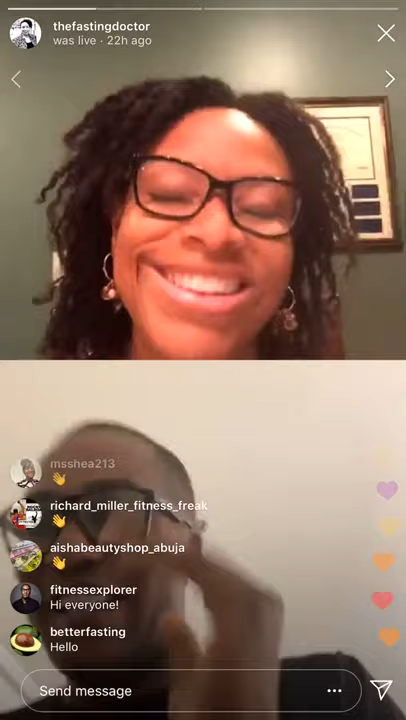 thefastingdoctor
was live · 22h ago
msshea213
👋
richard_miller_fitness_freak
👋
aishabeautyshop_abuja
👋
fitnessexplorer
Hi everyone!
betterfasting
Hello
Send message